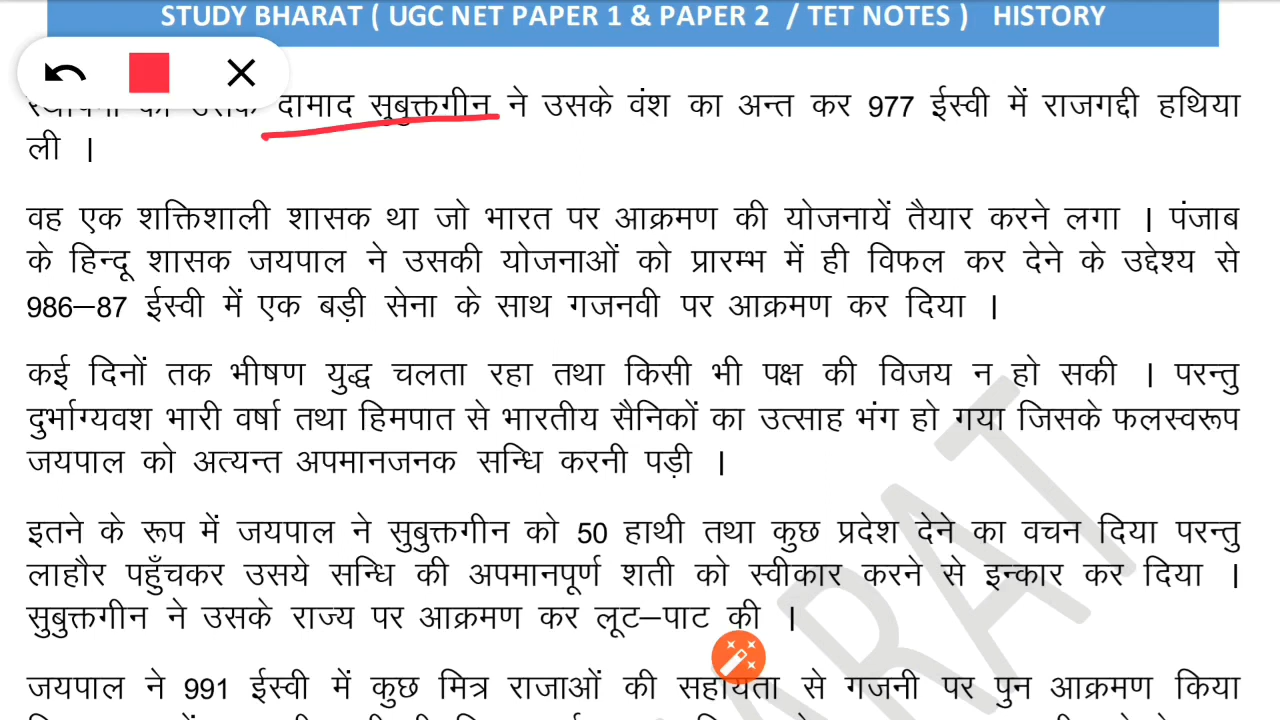 STUDY BHARAT ( UGC NET PAPER 1 & PAPER 2 / TET NOTES ) HISTORY
दामाद सुबुक्तगीन ने उसके वंश का अन्त कर 977 ईस्वी में राजगद्दी हथिया
ली ।
वह एक शक्तिशाली शासक था जो भारत पर आक्रमण की योजनायें तैयार करने लगा । पंजाब
के हिन्दू शासक जयपाल ने उसकी योजनाओं को प्रारम्भ में ही विफल कर देने के उद्देश्य से
986–87 ईस्वी में एक बड़ी सेना के साथ गजनवी पर आक्रमण कर दिया ।
कई दिनों तक भीषण युद्ध चलता रहा तथा किसी भी पक्ष की विजय न हो सकी । परन्तु
दुर्भाग्यवश भारी वर्षा तथा हिमपात से भारतीय सैनिकों का उत्साह भंग हो गया जिसके फलस्वरूप
जयपाल को अत्यन्त अपमानजनक सन्धि करनी पड़ी ।
इतने के रूप में जयपाल ने सुबुक्तगीन को 50 हाथी तथा कुछ प्रदेश देने का वचन दिया परन्तु
लाहौर पहुँचकर उसये सन्धि की अपमानपूर्ण शती को स्वीकार करने से इन्कार कर दिया ।
सुबुक्तगीन ने उसके राज्य पर आक्रमण कर लूट–पाट की ।
जयपाल ने 991 ईस्वी में कुछ मित्र राजाओं की सहायता से गजनी पर पुन आक्रमण किया